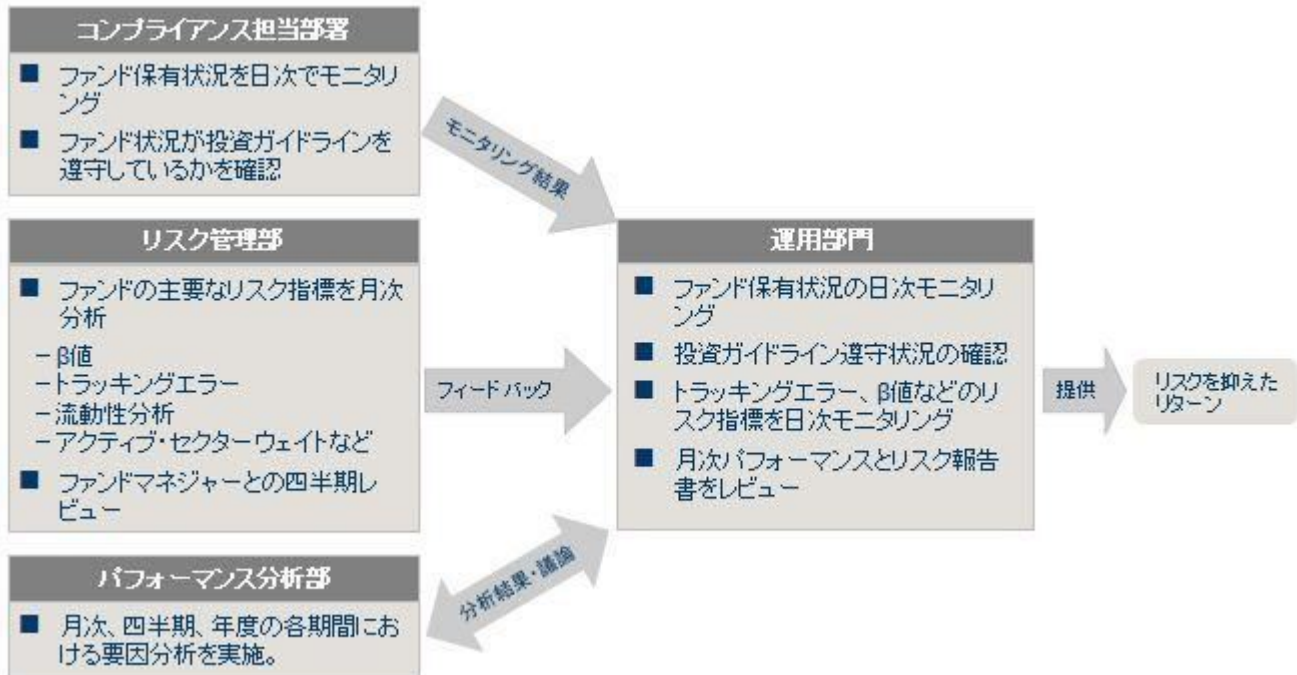 コンプライアンス担当部署
■ ファンド保有状況を日次でモニタリ
ング
■ ファンド状況が投資ガイドラインを
遵守しているかを確認
モニタリング結果
リスク管理部
■ ファンドの主要なリスク指標を月次
分析
－β値
－トラッキングエラー
－流動性分析
－アクティブ・セクターウェイトなど
■ ファンドマネジャーとの四半期レ
ビュー
フィードバック
パフォーマンス分析部
■ 月次、四半期、年度の各期間にお
ける要因分析を実施。
分析結果・議論
運用部門
■ ファンド保有状況の日次モニタリ
ング
■ 投資ガイドライン遵守状況の確認
■ トラッキングエラー、β値などのリ
スク指標を日次モニタリング
■ 月次パフォーマンスとリスク報告
書をレビュー
提供
リスクを抑えた
リターン